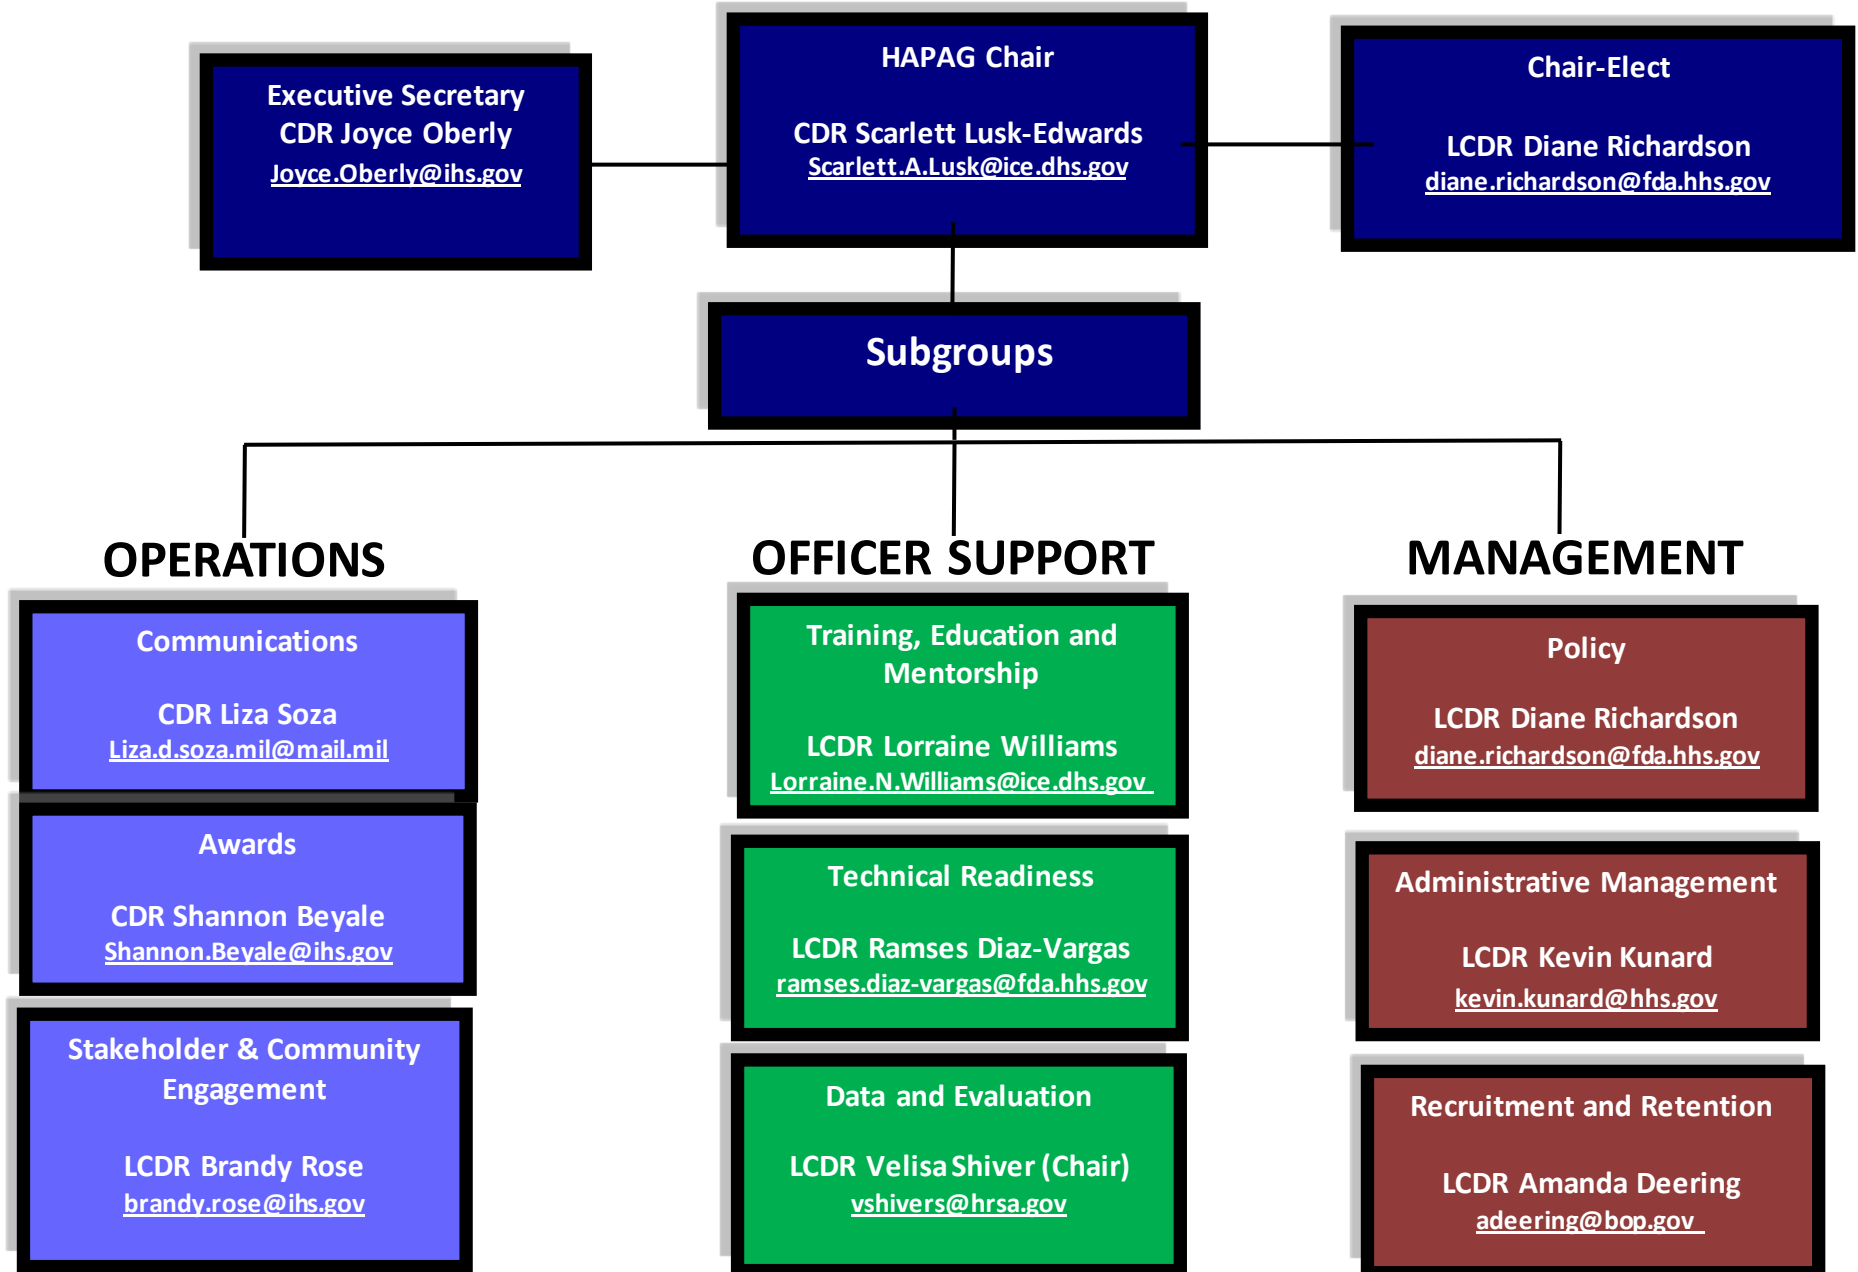 Executive Secretary
CDR Joyce Oberly
Joyce.Oberly@ihs.gov
HAPAG Chair
CDR Scarlett Lusk-Edwards
Scarlett.A.Lusk@ice.dhs.gov
Chair-Elect
LCDR Diane Richardson
diane.richardson@fda.hhs.gov
Subgroups
OPERATIONS
Communications
CDR Liza Soza
Liza.d.soza.mil@mail.mil
Awards
CDR Shannon Beyale
Shannon.Beyale@ihs.gov
Stakeholder & Community
Engagement
LCDR Brandy Rose
brandy.rose@ihs.gov
OFFICER SUPPORT
Training, Education and
Mentorship
LCDR Lorraine Williams
Lorraine.N.Williams@ice.dhs.gov
Technical Readiness
LCDR Ramses Diaz-Vargas
ramses.diaz-vargas@fda.hhs.gov
Data and Evaluation
LCDR Velisa Shiver (Chair)
vshivers@hrsa.gov
MANAGEMENT
Policy
LCDR Diane Richardson
diane.richardson@fda.hhs.gov
Administrative Management
LCDR Kevin Kunard
kevin.kunard@hhs.gov
Recruitment and Retention
LCDR Amanda Deering
adeering@bop.gov